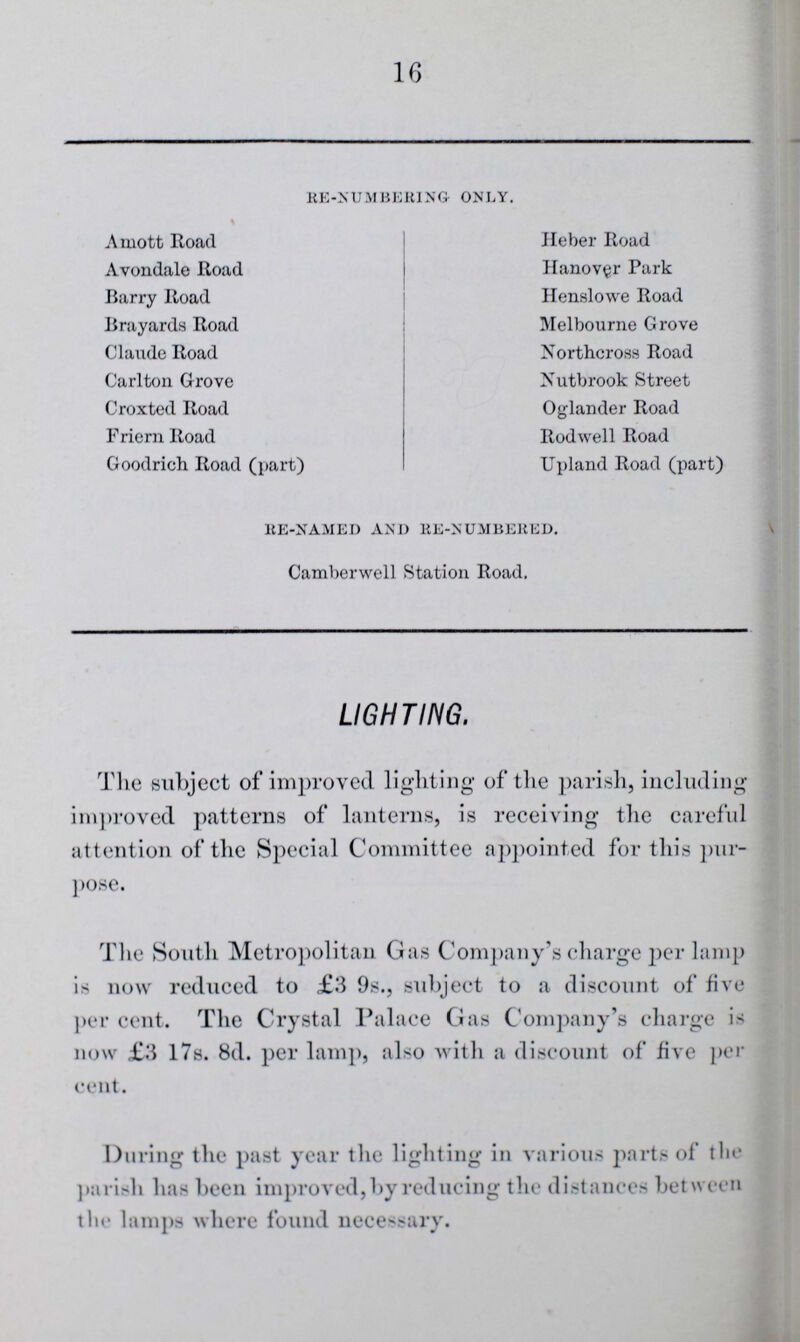 16
RE-NUMBERING ONLY.
Amott Road
Avondale Road
Barry Road
Brayards Road
Claude Road
Carlton Grove
Croxted Road
Friern Road
Goodrich Road (part)
Heber Road
Hanover Park
Henslowe Road
Melbourne Grove
Northcross Road
Nutbrook Street
Oglander Road
Rodwell Road
Upland Road (part)
RE-NAMED AND RE-NUMBERED.
Camberwell Station Road.
LIGHTING.
The subject of improved lighting of the parish, including
improved patterns of lanterns, is receiving the careful
attention of the Special Committee appointed for this pur-
pose.
The South Metropolitan Gas Company's charge per lamp
is now reduced to £3 9s., subject to a discount of five
per cent. The Crystal Palace Gas Company's charge is
now £3 17s. 8d. per lamp, also with a discount of five per
cent.
During the past year the lighting in various parts of the
parish has been improved, by reducing the distances between
the lamps where found necessary.